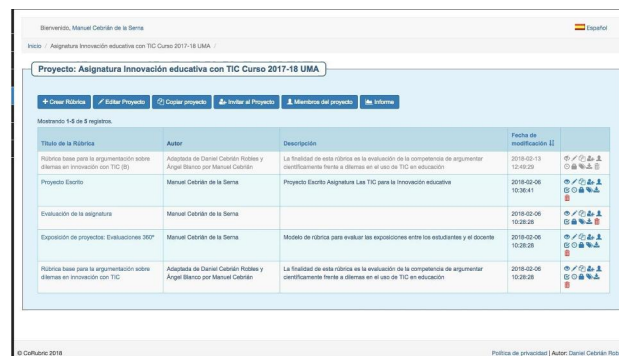 Bienvenido, Manuel Cebrián de la Serna
Español
Inicio / Asignatura Innovación educativa con TIC Curso 2017-18 UMA /
Proyecto: Asignatura Innovación educativa con TIC Curso 2017-18 UMA
+ Crear Rúbrica Editar Proyecto Copiar proyecto Invitar al Proyecto Miembros del proyecto Informe
Mostrando 1-5 de 5 registros.
Título de la Rúbrica Autor Descripción Fecha de
modificación
Rúbrica base para la argumentación sobre Adaptada de Daniel Cebrián Robles y La finalidad de esta rúbrica es la evaluación de la competencia de argumentar 2018-02-13
dilemas en innovación con TIC (B) Ángel Blanco por Manuel Cebrián científicamente frente a dilemas en el uso de TIC en educación 12:49:29
Proyecto Escrito Manuel Cebrián de la Serna Proyecto Escrito Asignatura Las TIC para la Innovación educativa 2018-02-06
10:36:41
Evaluación de la asignatura Manuel Cebrián de la Serna 2018-02-06
10:28:28
Exposición de proyectos: Evaluaciones 360º Manuel Cebrián de la Serna Modelo de rúbrica para evaluar las exposiciones entre los estudiantes y el docente 2018-02-06
10:28:28
Rúbrica base para la argumentación sobre Adaptada de Daniel Cebrián Robles y La finalidad de esta rúbrica es la evaluación de la competencia de argumentar 2018-02-06
dilemas en innovación con TIC Ángel Blanco por Manuel Cebrián científicamente frente a dilemas en el uso de TIC en educación 10:28:28
© CoRubric 2018 Política de privacidad | Autor: Daniel Cebrián Rob